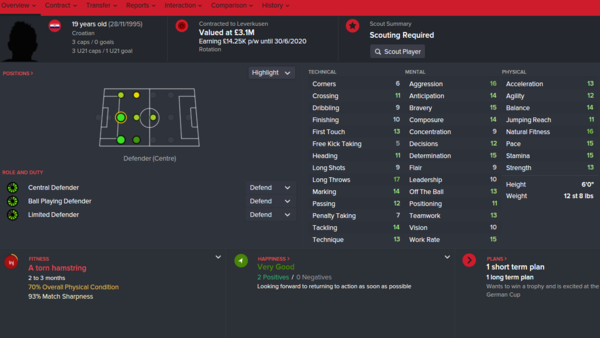 Overview Contract Transfer Reports Interaction Comparison History
19 years old (28/11/1995)
Croatian
3 caps / 0 goals
3 U21 caps / 1 U21 goal
Contracted to Leverkusen
Valued at £3.1M
Earning £14.25K p/w until 30/6/2020
Rotation
Scout Summary
Scouting Required
Scout Player
POSITIONS
Highlight
Defender (Centre)
ROLE AND DUTY
Central Defender Defend
Ball Playing Defender Defend
Limited Defender Defend
TECHNICAL
Corners 6
Crossing 11
Dribbling 9
Finishing 10
First Touch 13
Free Kick Taking 5
Heading 11
Long Shots 9
Long Throws 17
Marking 14
Passing 12
Penalty Taking 7
Tackling 14
Technique 13
MENTAL
Aggression 16
Anticipation 14
Bravery 15
Composure 14
Concentration 9
Decisions 12
Determination 15
Flair 9
Leadership 10
Off The Ball 13
Positioning 11
Teamwork 13
Vision 10
Work Rate 15
PHYSICAL
Acceleration 13
Agility 12
Balance 14
Jumping Reach 11
Natural Fitness 16
Pace 15
Stamina 15
Strength 13
Height 6'0"
Weight 12 st 8 lbs
FITNESS
Inj
A torn hamstring
2 to 3 months
70% Overall Physical Condition
93% Match Sharpness
HAPPINESS
Very Good
2 Positives / 0 Negatives
Looking forward to returning to action as soon as possible
PLANS
1 short term plan
1 long term plan
Wants to win a trophy and is excited at the
German Cup